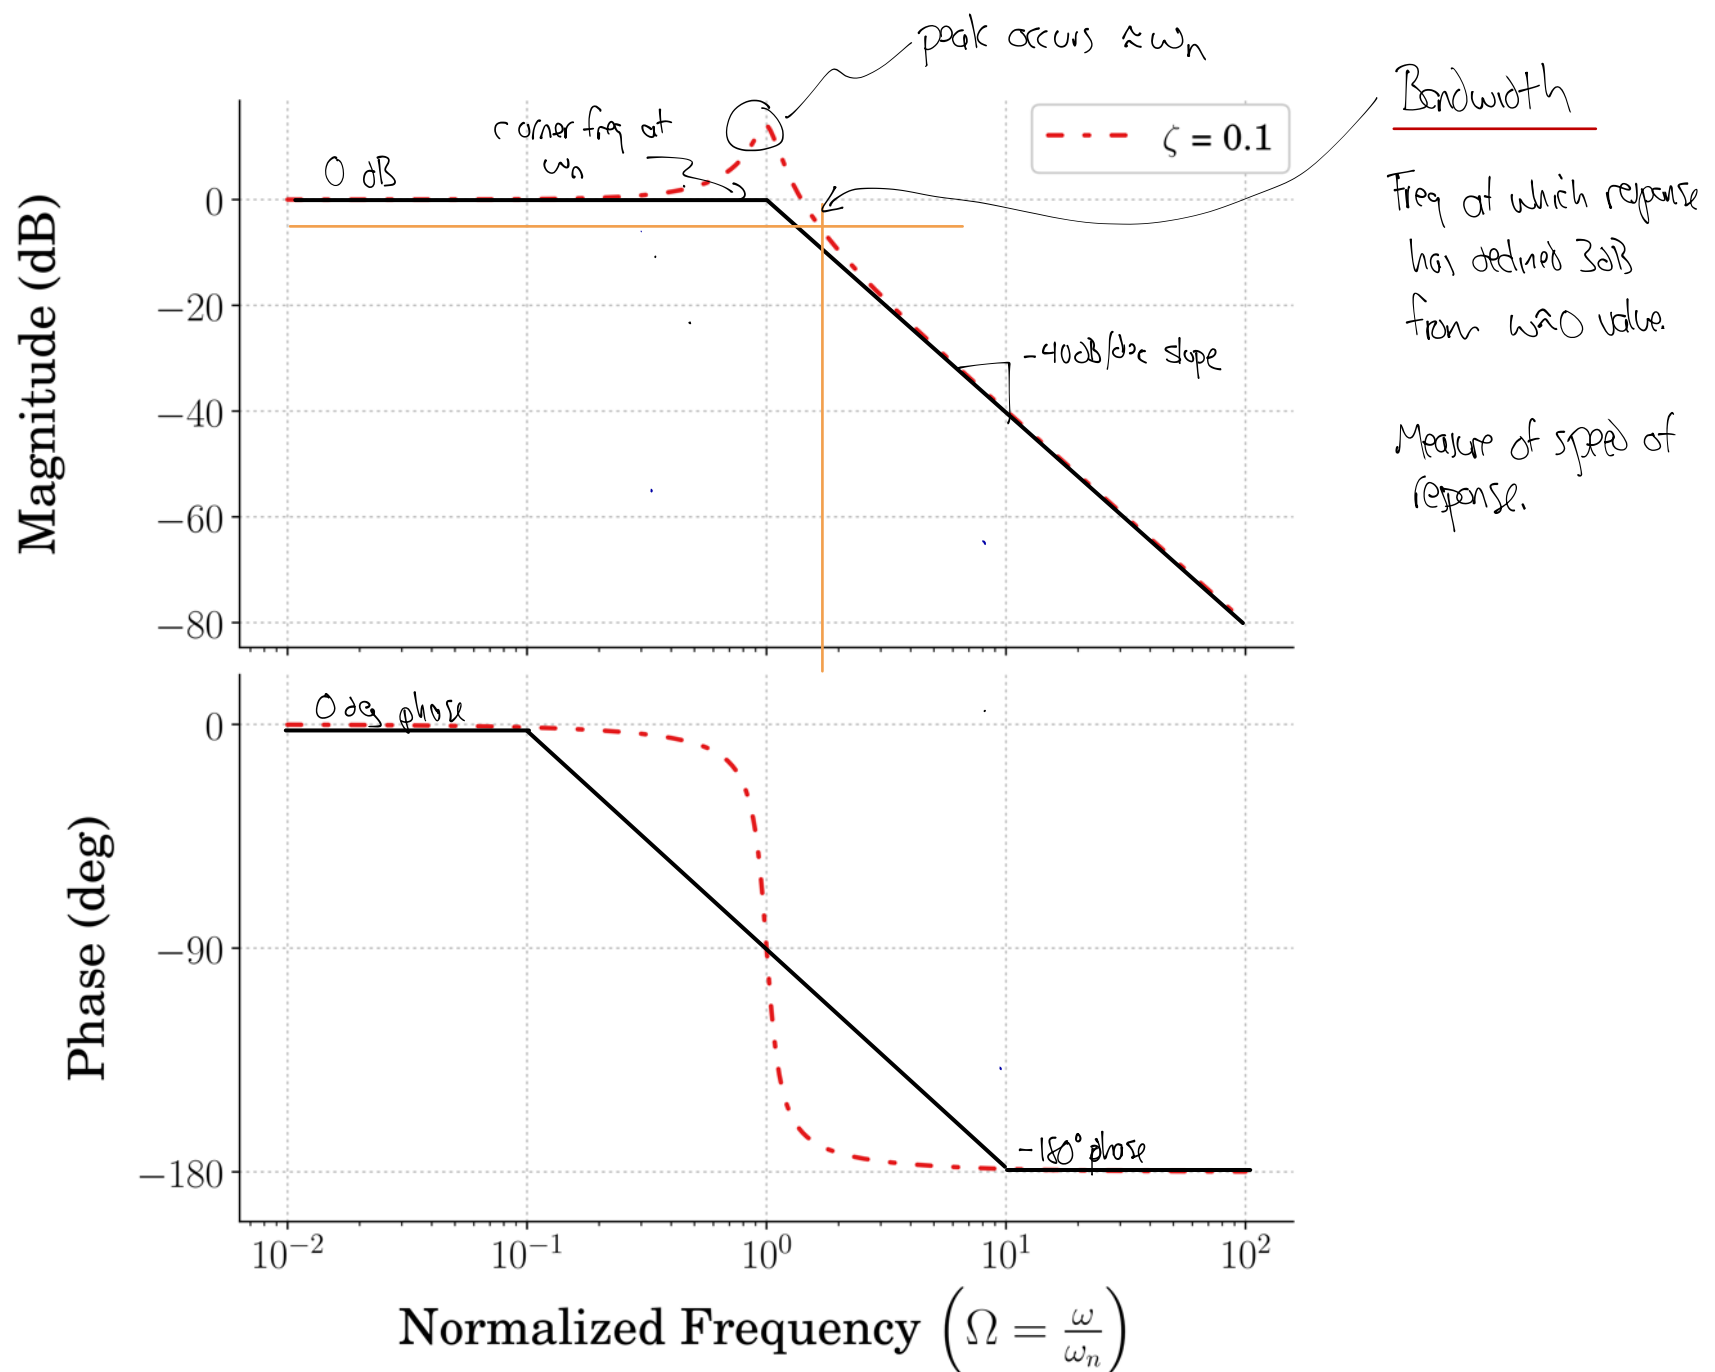 peak occurs ≈ ωn
Bandwidth
corner freq at
ωn
ζ = 0.1
0 dB
Freq at which response
has declined 3dB
from ω≈0 value.
Measure of speed of
response.
-40dB/dec slope
Magnitude (dB)
0
−20
−40
−60
−80
0 deg phase
Phase (deg)
0
−90
−180
-180° phase
10⁻² 10⁻¹ 10⁰ 10¹ 10²
Normalized Frequency (Ω = ω/ωn)